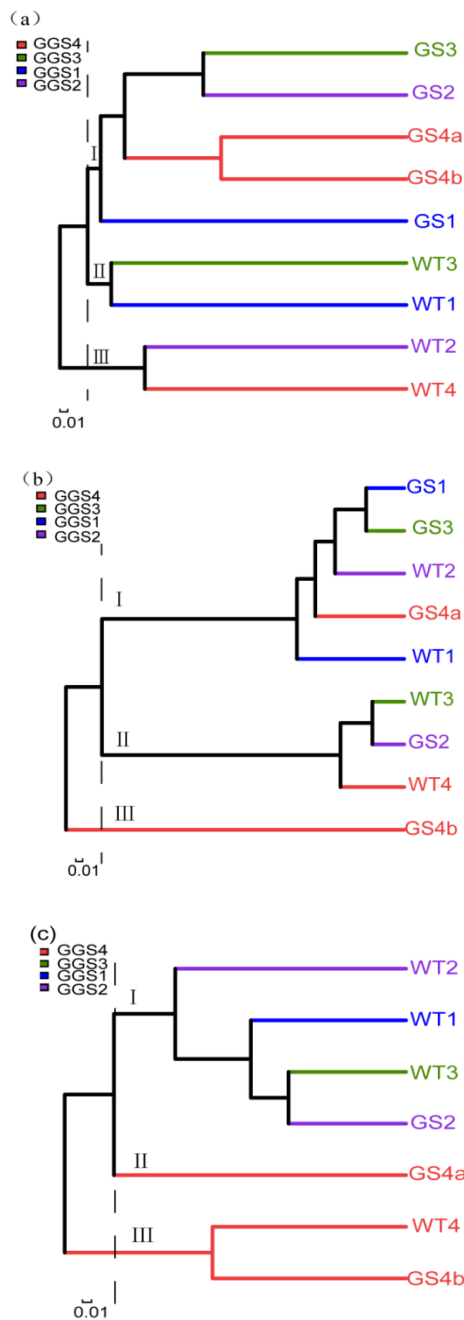 (a)
GGS4
GGS3
GGS1
GGS2
GS3
GS2
GS4a
GS4b
GS1
WT3
WT1
WT2
WT4
I
II
III
0.01
(b)
GGS4
GGS3
GGS1
GGS2
GS1
GS3
WT2
GS4a
WT1
WT3
GS2
WT4
GS4b
I
II
III
0.01
(c)
GGS4
GGS3
GGS1
GGS2
WT2
WT1
WT3
GS2
GS4a
WT4
GS4b
I
II
III
0.01